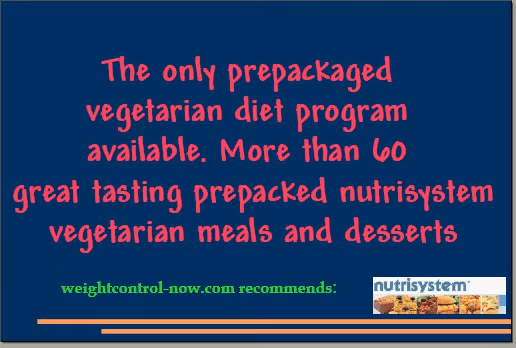 The only prepackaged
vegetarian diet program
available. More than 60
great tasting prepacked nutrisystem
vegetarian meals and desserts
weightcontrol-now.com recommends:
nutrisystem